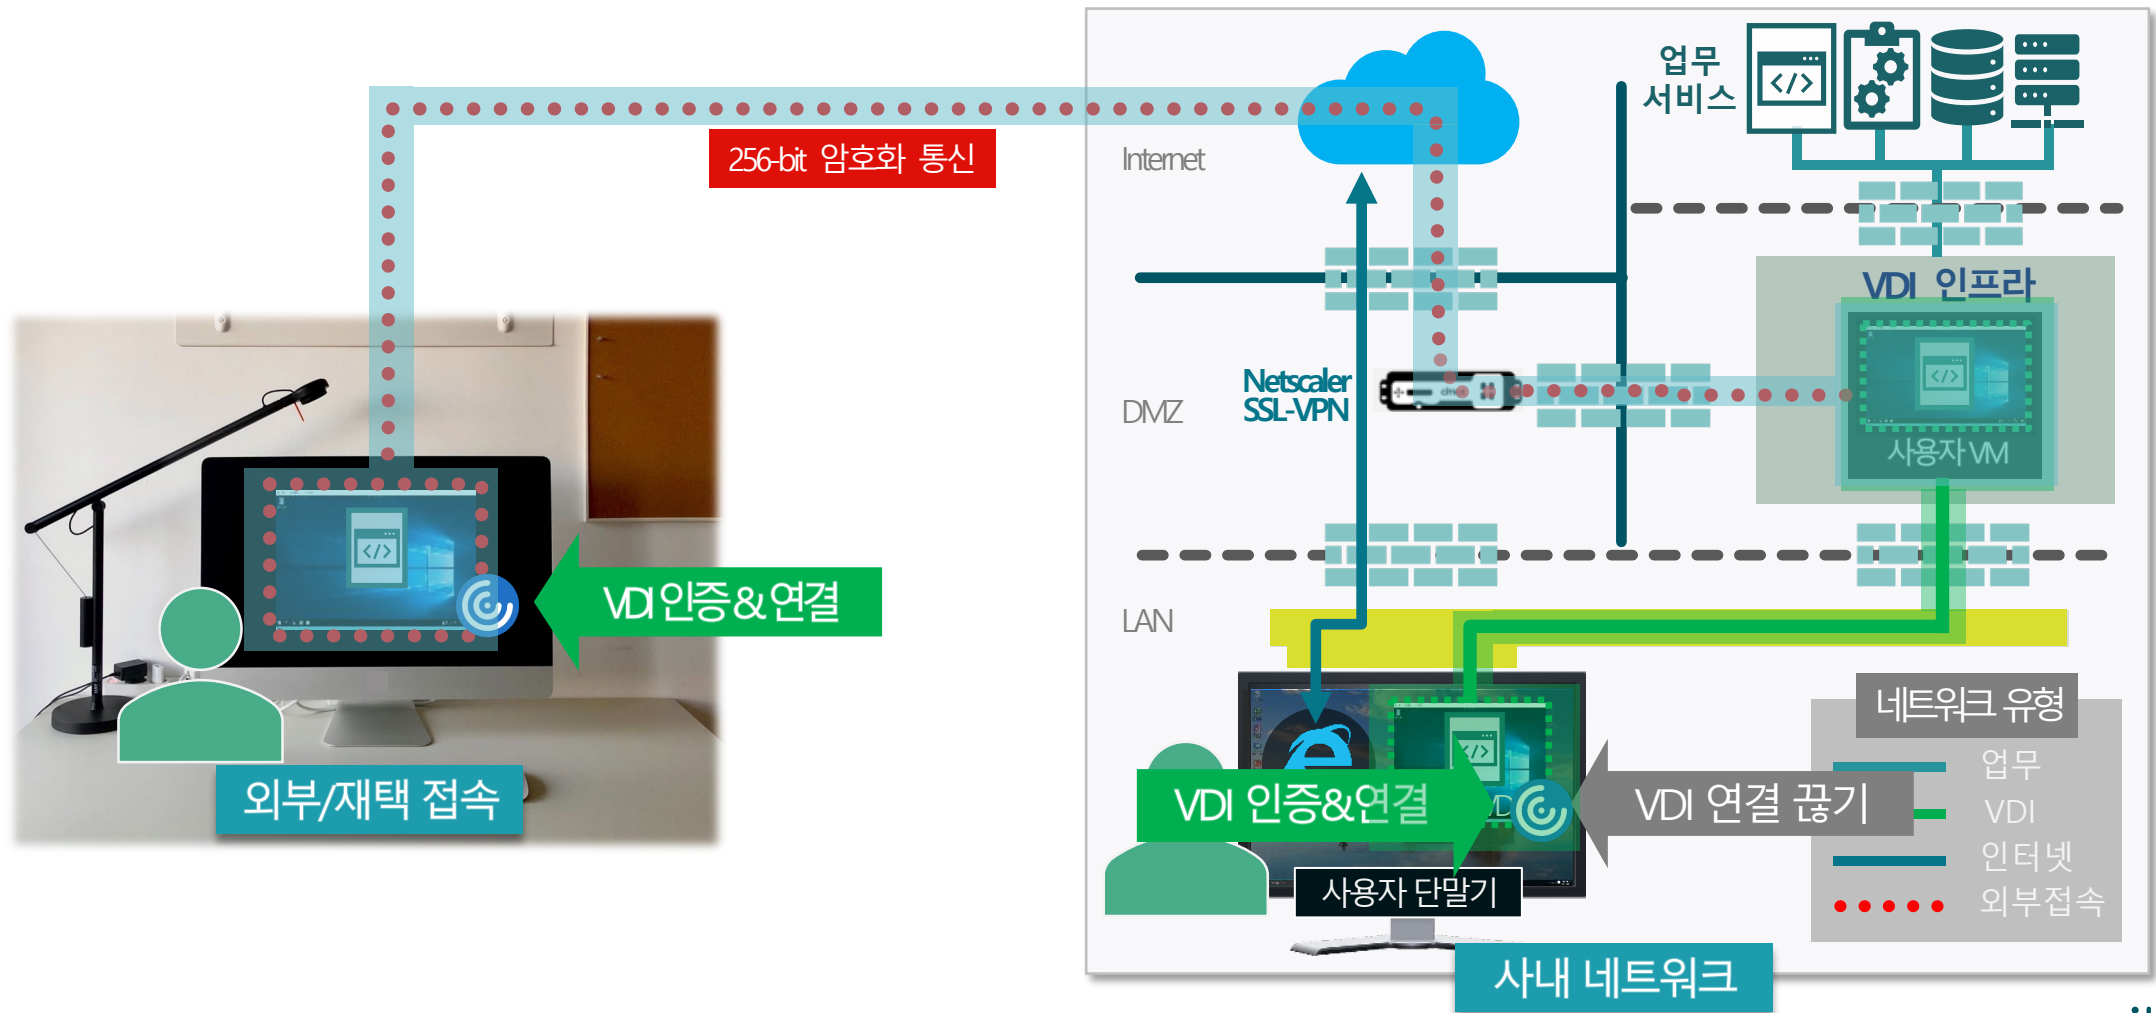 업무
서비스
256-bit 암호화 통신
Internet
VDI 인프라
Netscaler
SSL-VPN
DMZ
사용자 VM
VDI 인증 & 연결
LAN
네트워크 유형
업무
VDI
인터넷
외부접속
외부/재택 접속
VDI 인증&연결
VDI 연결 끊기
사용자 단말기
사내 네트워크